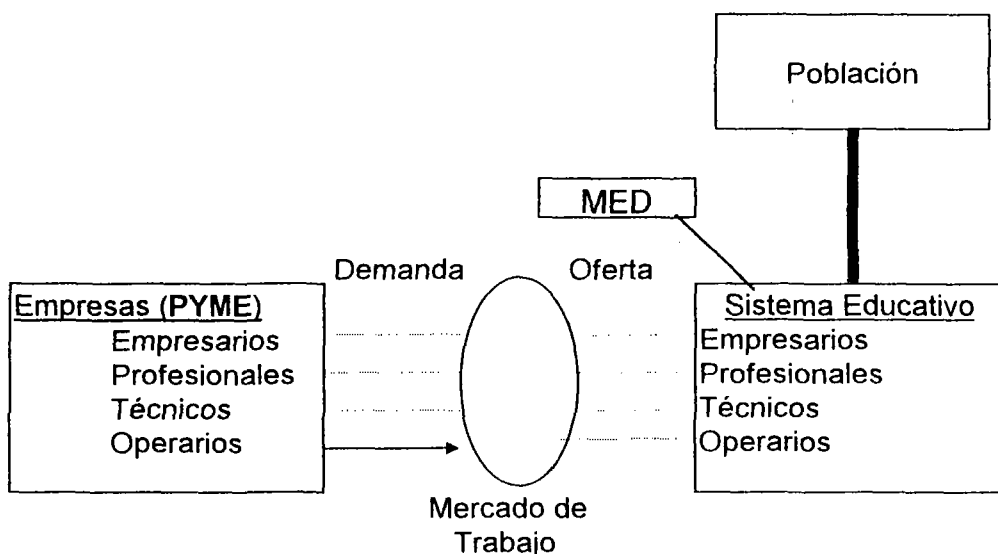 Población
MED
Demanda
Oferta
Empresas (PYME)
Empresarios
Profesionales
Técnicos
Operarios
Sistema Educativo
Empresarios
Profesionales
Técnicos
Operarios
Mercado de
Trabajo